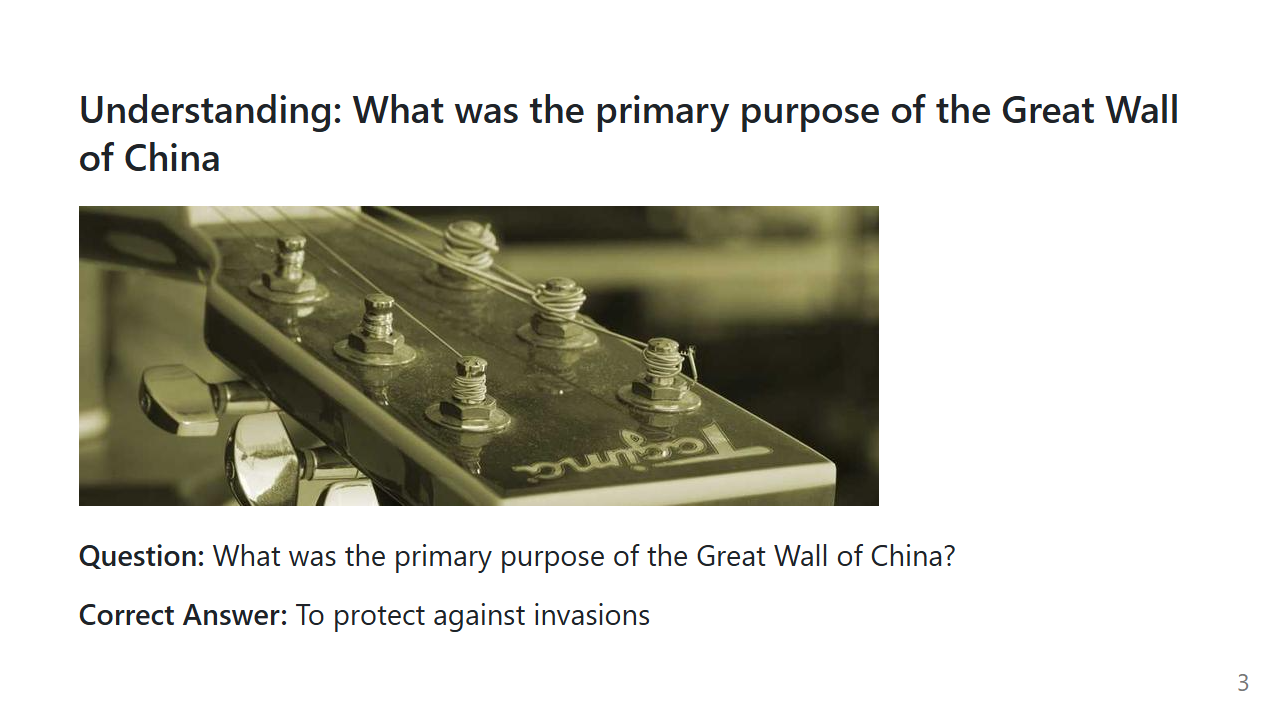 Understanding: What was the primary purpose of the Great Wall
of China
Tagima
Question: What was the primary purpose of the Great Wall of China?
Correct Answer: To protect against invasions
3